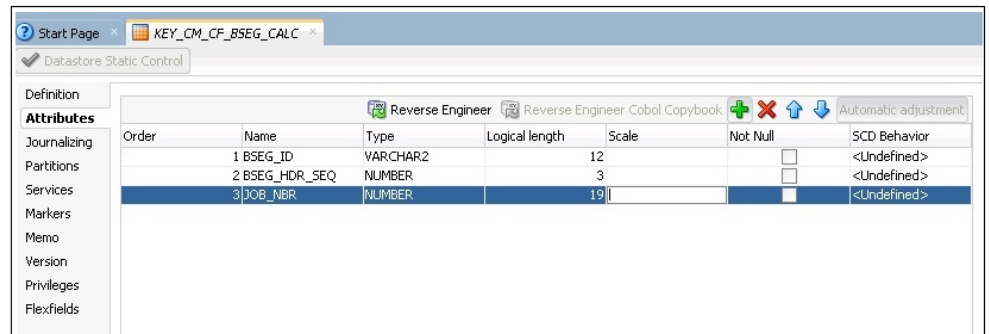 Start Page KEY_CM_CF_BSEG_CALC
Datastore Static Control
Definition
Attributes
Journalizing
Partitions
Services
Markers
Memo
Version
Privileges
Flexfields
Reverse Engineer Reverse Engineer Cobol Copybook Automatic adjustment
Order Name Type Logical length Scale Not Null SCD Behavior
1 BSEG_ID VARCHAR2 12 <Undefined>
2 BSEG_HDR_SEQ NUMBER 3 <Undefined>
3 JOB_NBR NUMBER 19 <Undefined>